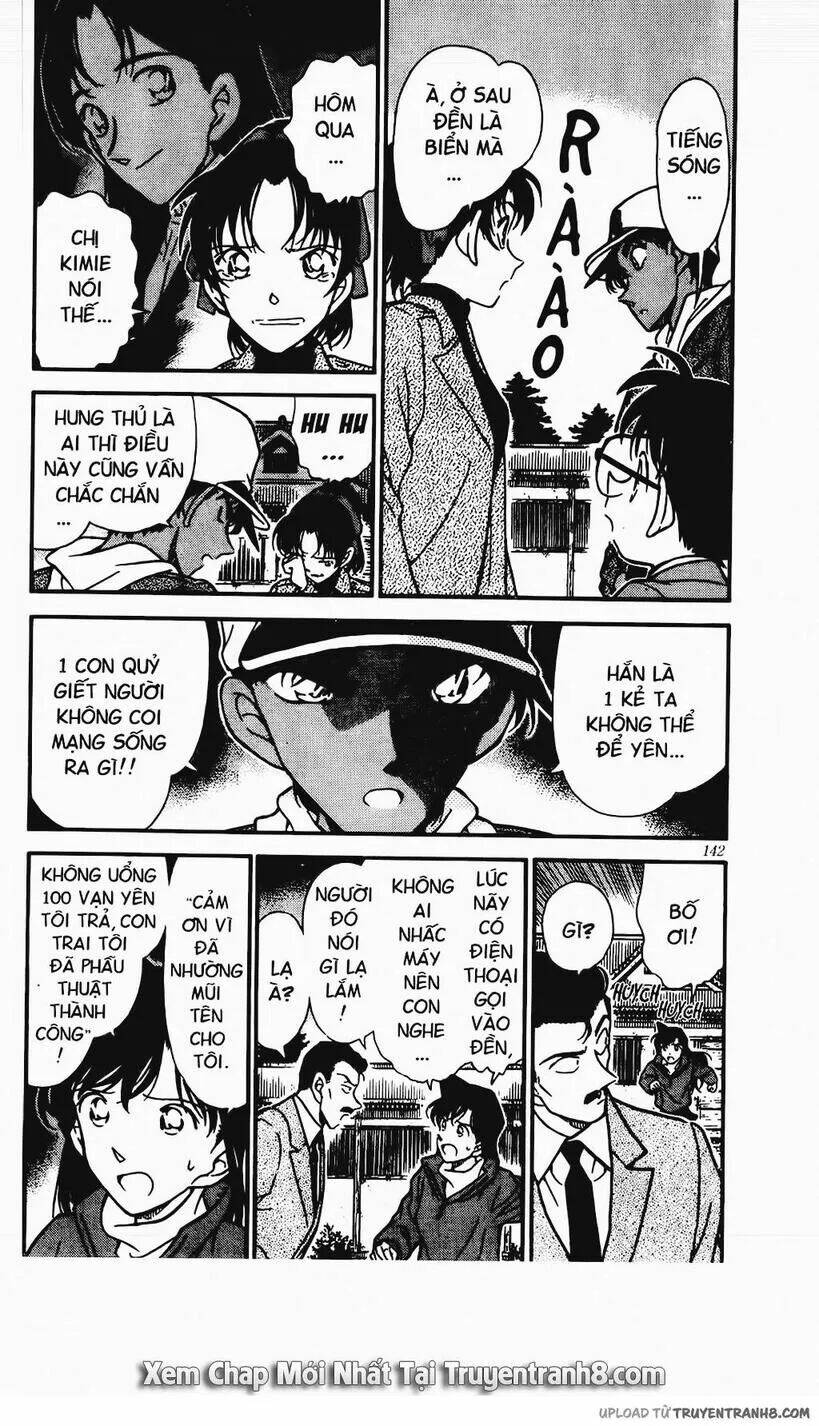 TIẾNG
SÓNG
...
RÀÀÀO
À, Ở SAU
ĐỀN LÀ
BIỂN MÀ
...
HÔM
QUA
...
CHỊ
KIMIE
NÓI
THẾ...
HU HU
...
HUNG THỦ LÀ
AI THÌ ĐIỀU
NÀY CŨNG VẪN
CHẮC CHẮN
...
HẮN LÀ
1 KẺ TA
KHÔNG THỂ
ĐỂ YÊN...
1 CON QUỶ
GIẾT NGƯỜI
KHÔNG COI
MẠNG SỐNG
RA GÌ!!
142
BỐ
ƠI!
HUỲCH
HUỲCH
GÌ?
LÚC
NÃY CÓ
ĐIỆN
THOẠI
GỌI
VÀO
ĐỀN,
KHÔNG
AI
NHẤC
MÁY
NÊN
CON
NGHE
...
NGƯỜI
ĐÓ
NÓI
GÌ LẠ
LẮM
!
LẠ
À?
"CẢM
ƠN VÌ
ĐÃ
NHƯỜNG
MŨI
TÊN
CHO
TÔI.
KHÔNG UỔNG
100 VẠN YÊN
TÔI TRẢ, CON
TRAI TÔI
ĐÃ PHẪU
THUẬT
THÀNH
CÔNG"
!
Xem Chap Mới Nhất Tại Truyentranh8.com
UPLOAD TỪ TRUYENTRANH8.COM